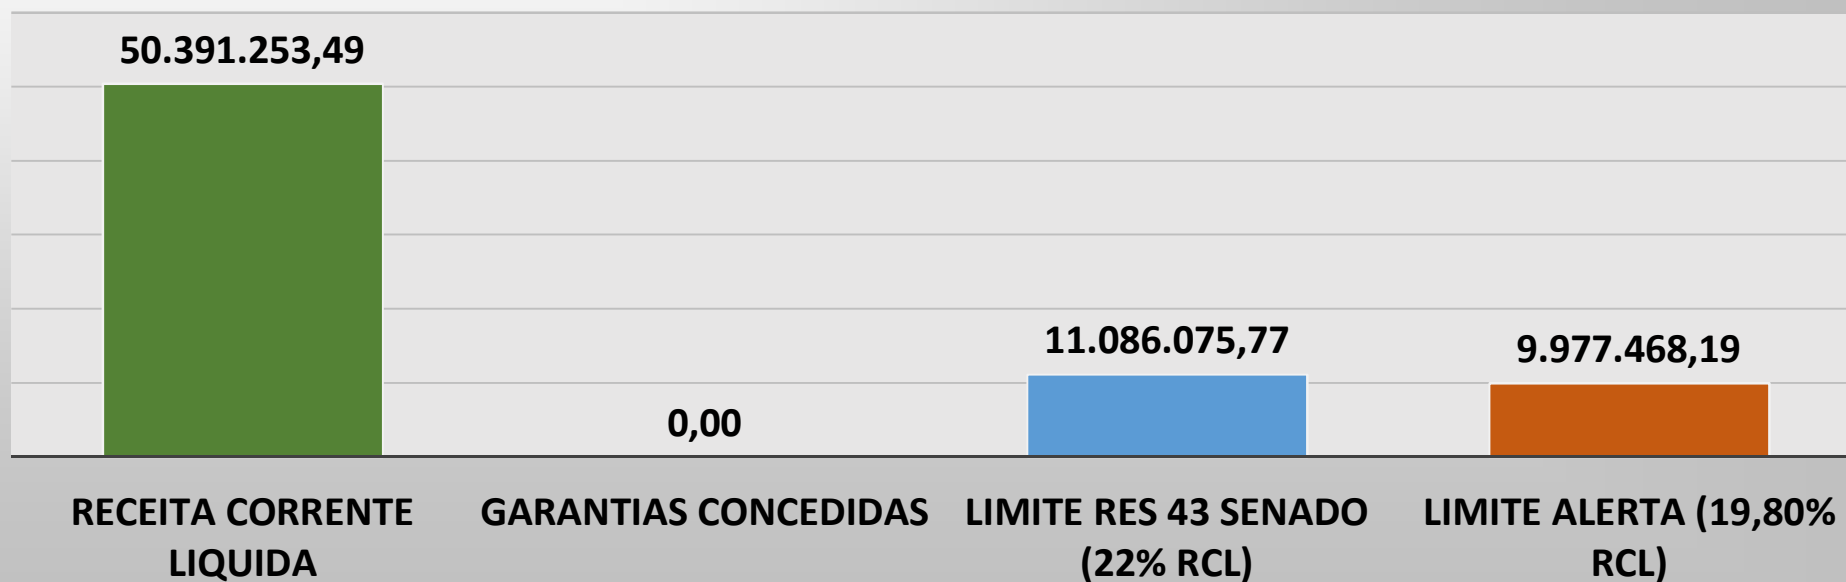 50.391.253,49
0,00
11.086.075,77
9.977.468,19
RECEITA CORRENTE
LIQUIDA
GARANTIAS CONCEDIDAS
LIMITE RES 43 SENADO
(22% RCL)
LIMITE ALERTA (19,80%
RCL)